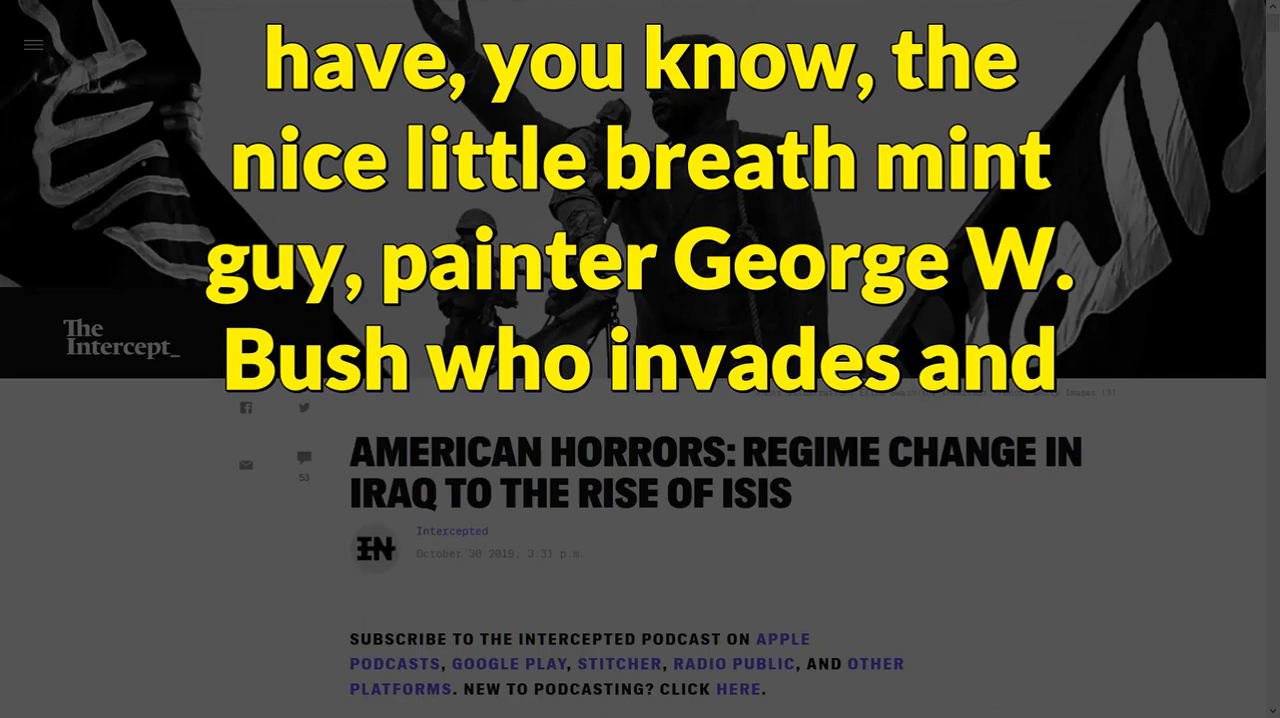 have, you know, the
nice little breath mint
guy, painter George W.
Bush who invades and
The
Intercept_
53
AMERICAN HORRORS: REGIME CHANGE IN
IRAQ TO THE RISE OF ISIS
IN
Intercepted
October 30 2019, 3:31 p.m.
SUBSCRIBE TO THE INTERCEPTED PODCAST ON APPLE
PODCASTS, GOOGLE PLAY, STITCHER, RADIO PUBLIC, AND OTHER
PLATFORMS. NEW TO PODCASTING? CLICK HERE.